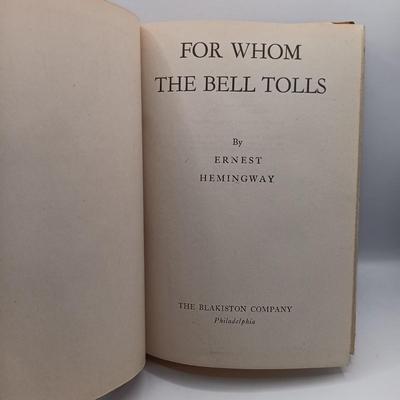 FOR WHOM
THE BELL TOLLS
By
ERNEST
HEMINGWAY
THE BLAKISTON COMPANY
Philadelphia